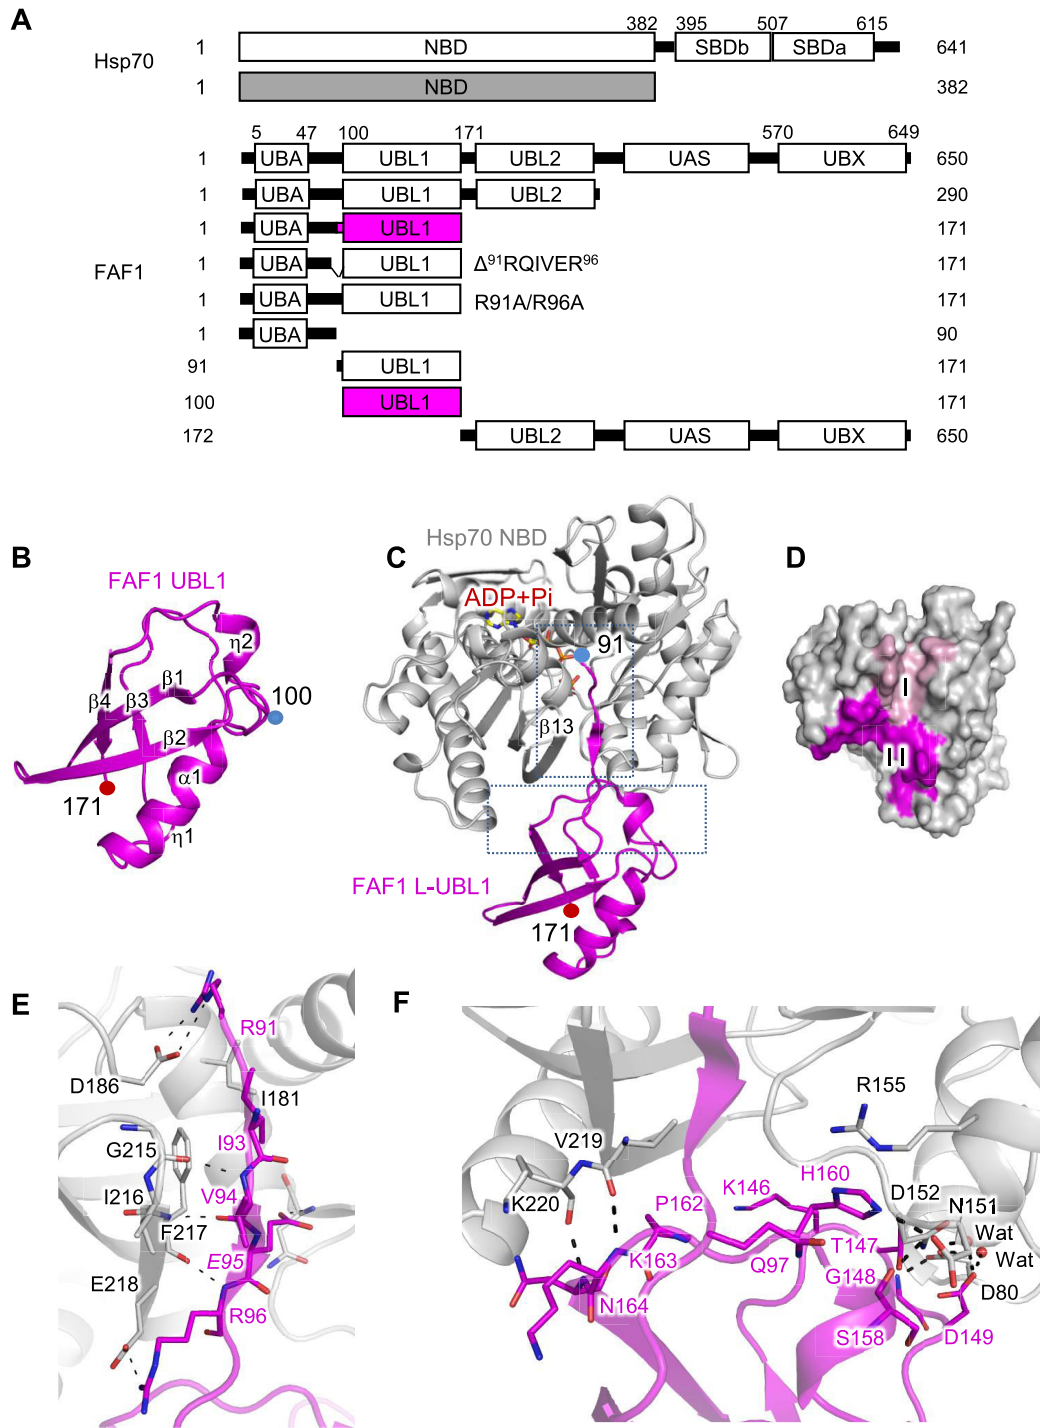 A
382 395 507 615
Hsp70
1 NBD SBDb SBDa 641
1 NBD 382
5 47 100 171 570 649
1 UBA UBL1 UBL2 UAS UBX 650
1 UBA UBL1 UBL2 290
1 UBA UBL1 171
FAF1
1 UBA UBL1 Δ⁹¹RQIVER⁹⁶ 171
1 UBA UBL1 R91A/R96A 171
1 UBA 90
91 UBL1 171
100 UBL1 171
172 UBL2 UAS UBX 650
B
FAF1 UBL1
η2
β1
100
β4
β3
β2
α1
171
η1
C
Hsp70 NBD
ADP+Pi
91
β13
FAF1 L-UBL1
171
D
I
II
E
R91
D186
I181
G215
I93
I216
V94
F217
E95
E218
R96
F
R155
V219
H160
K146
D152
K220
P162
N151
Wat
T147
K163
Q97
Wat
G148
D80
N164
S158
D149